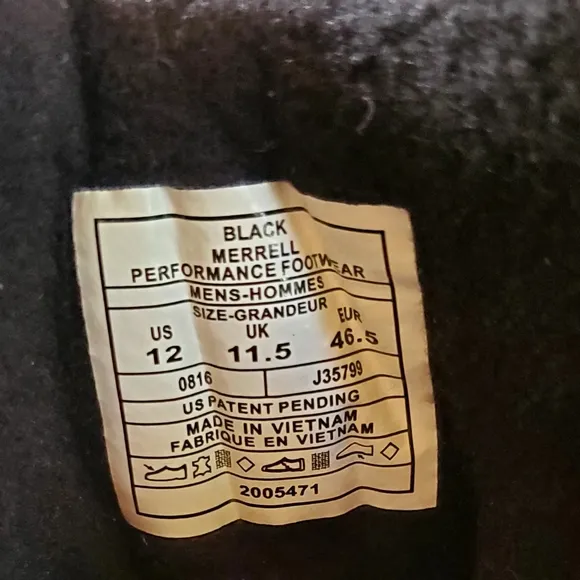 BLACK
MERRELL
PERFORMANCE FOOTWEAR
MENS-HOMMES
SIZE-GRANDEUR
US UK EUR
12 11.5 46.5
0816 J35799
US PATENT PENDING
MADE IN VIETNAM
FABRIQUE EN VIETNAM
2005471